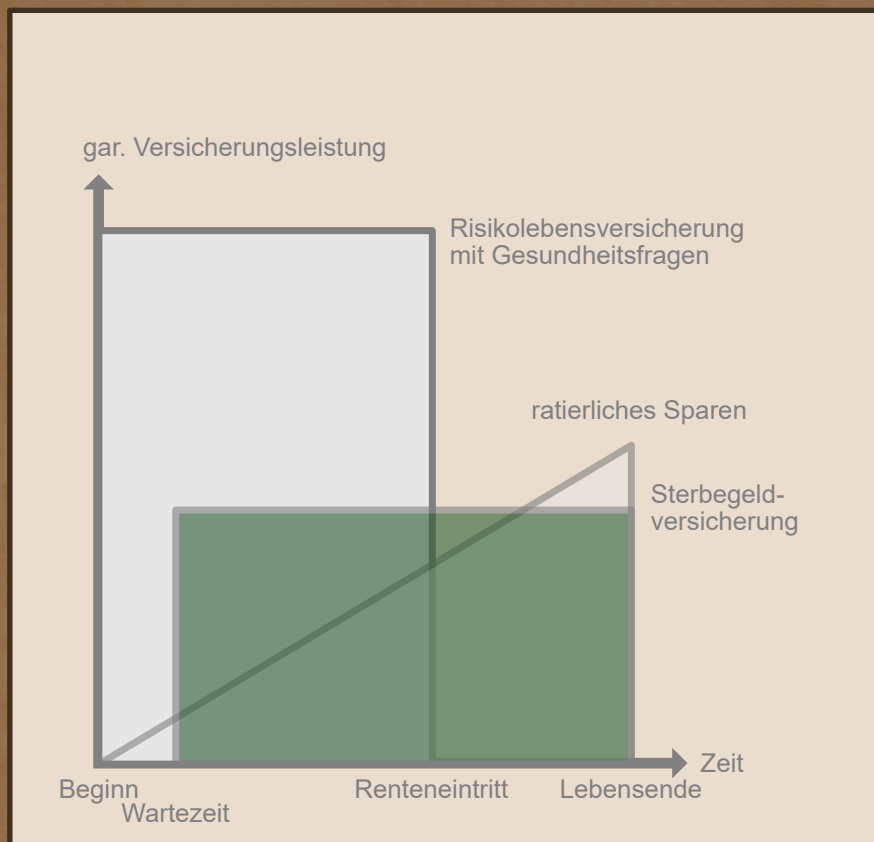 gar. Versicherungsleistung
Risikolebensversicherung
mit Gesundheitsfragen
ratierliches Sparen
Sterbegeld-
versicherung
Zeit
Beginn
Renteneintritt
Lebensende
Wartezeit